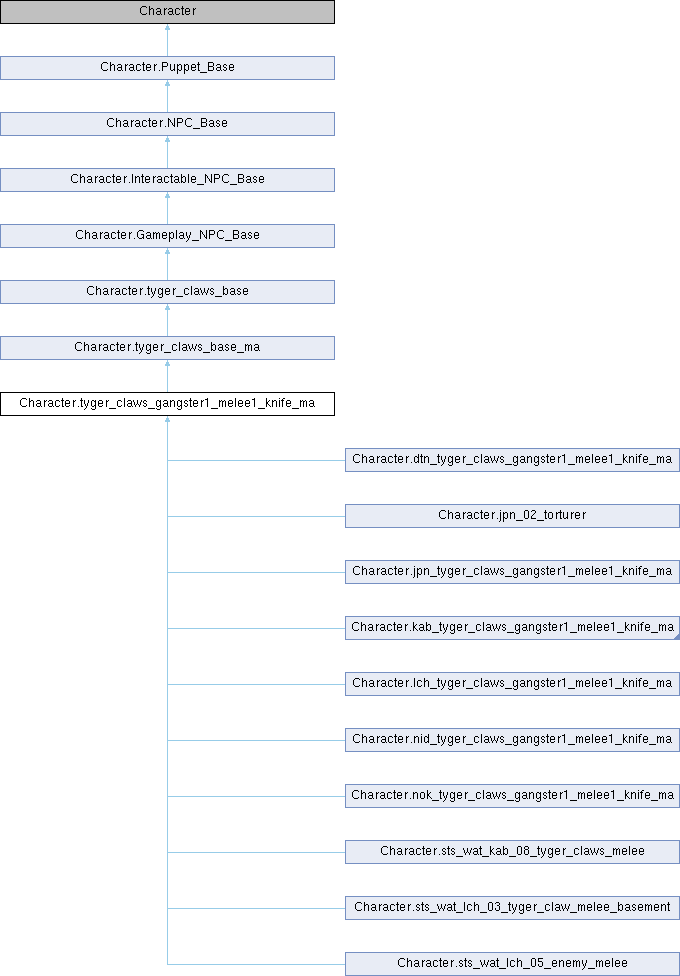 Character
Character.Puppet_Base
Character.NPC_Base
Character.Interactable_NPC_Base
Character.Gameplay_NPC_Base
Character.tyger_claws_base
Character.tyger_claws_base_ma
Character.tyger_claws_gangster1_melee1_knife_ma
Character.dtn_tyger_claws_gangster1_melee1_knife_ma
Character.jpn_02_torturer
Character.jpn_tyger_claws_gangster1_melee1_knife_ma
Character.kab_tyger_claws_gangster1_melee1_knife_ma
Character.lch_tyger_claws_gangster1_melee1_knife_ma
Character.nid_tyger_claws_gangster1_melee1_knife_ma
Character.nok_tyger_claws_gangster1_melee1_knife_ma
Character.sts_wat_kab_08_tyger_claws_melee
Character.sts_wat_lch_03_tyger_claw_melee_basement
Character.sts_wat_lch_05_enemy_melee